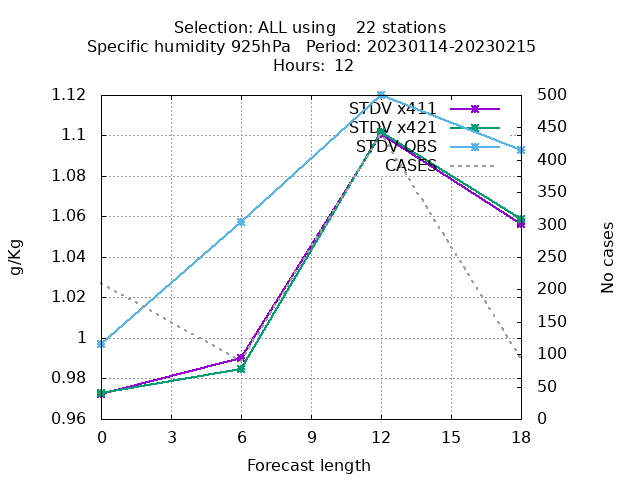 Selection: ALL using    22 stations
Specific humidity 925hPa   Period: 20230114-20230215
Hours:  12
1.12
1.1
1.08
1.06
1.04
1.02
1
0.98
0.96
g/Kg
STDV x411
STDV x421
STDV OBS
CASES
500
450
400
350
300
250
200
150
100
50
0
No cases
0 3 6 9 12 15 18
Forecast length